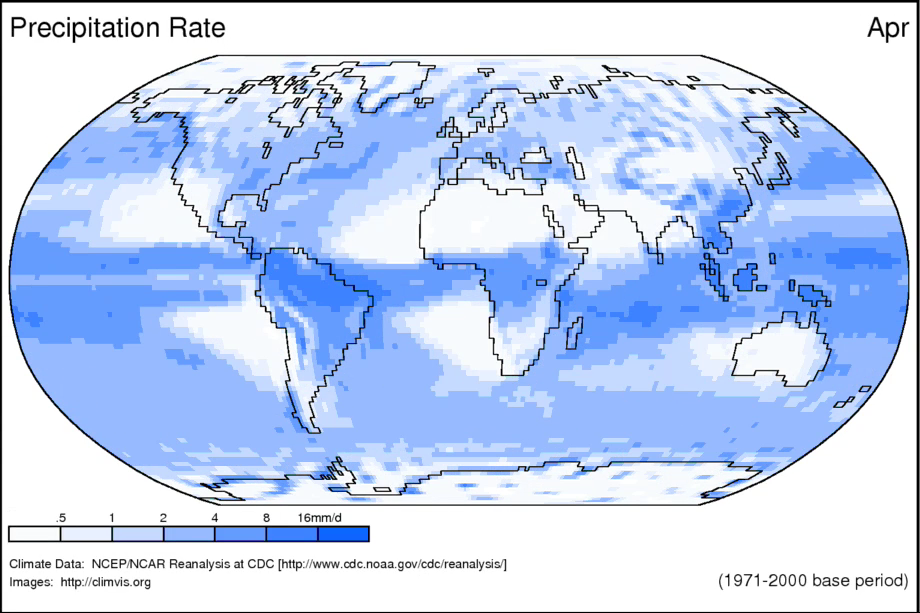 Precipitation Rate
Apr
.5 1 2 4 8 16mm/d
Climate Data: NCEP/NCAR Reanalysis at CDC [http://www.cdc.noaa.gov/cdc/reanalysis/]
Images: http://climvis.org
(1971-2000 base period)